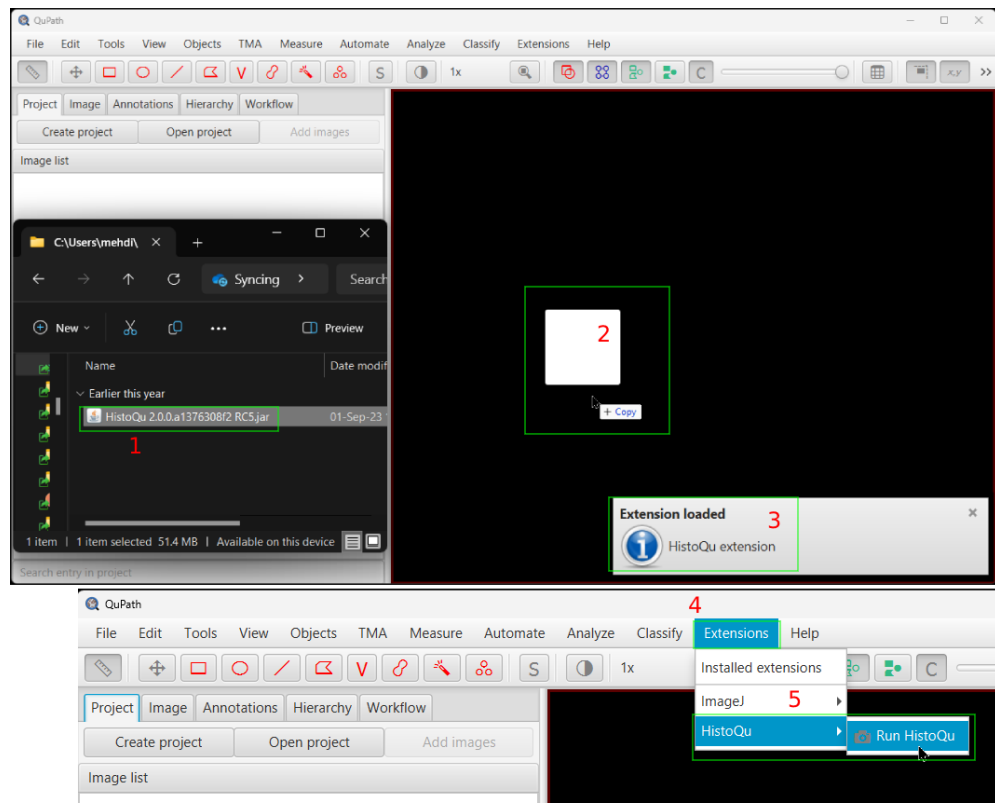 QuPath
File Edit Tools View Objects TMA Measure Automate Analyze Classify Extensions Help
V S 1x C x,y >>
Project Image Annotations Hierarchy Workflow
Create project Open project Add images
Image list
C:\Users\mehdi\
Syncing > Search
New ... Preview
Name Date modif
Earlier this year
HistoQu 2.0.0.a1376308f2 RC5.jar 01-Sep-23
1
2
+ Copy
Extension loaded
3
HistoQu extension
1 item | 1 item selected 51.4 MB | Available on this device
Search entry in project
4
QuPath
File Edit Tools View Objects TMA Measure Automate Analyze Classify Extensions Help
V S 1x C
Installed extensions
Project Image Annotations Hierarchy Workflow
ImageJ 5
HistoQu Run HistoQu
Create project Open project Add images
Image list